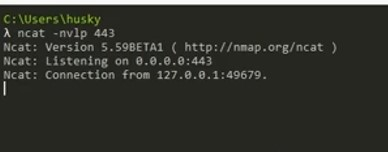 C:\Users\husky
λ ncat -nvlp 443
Ncat: Version 5.59BETA1 ( http://nmap.org/ncat )
Ncat: Listening on 0.0.0.0:443
Ncat: Connection from 127.0.0.1:49679.